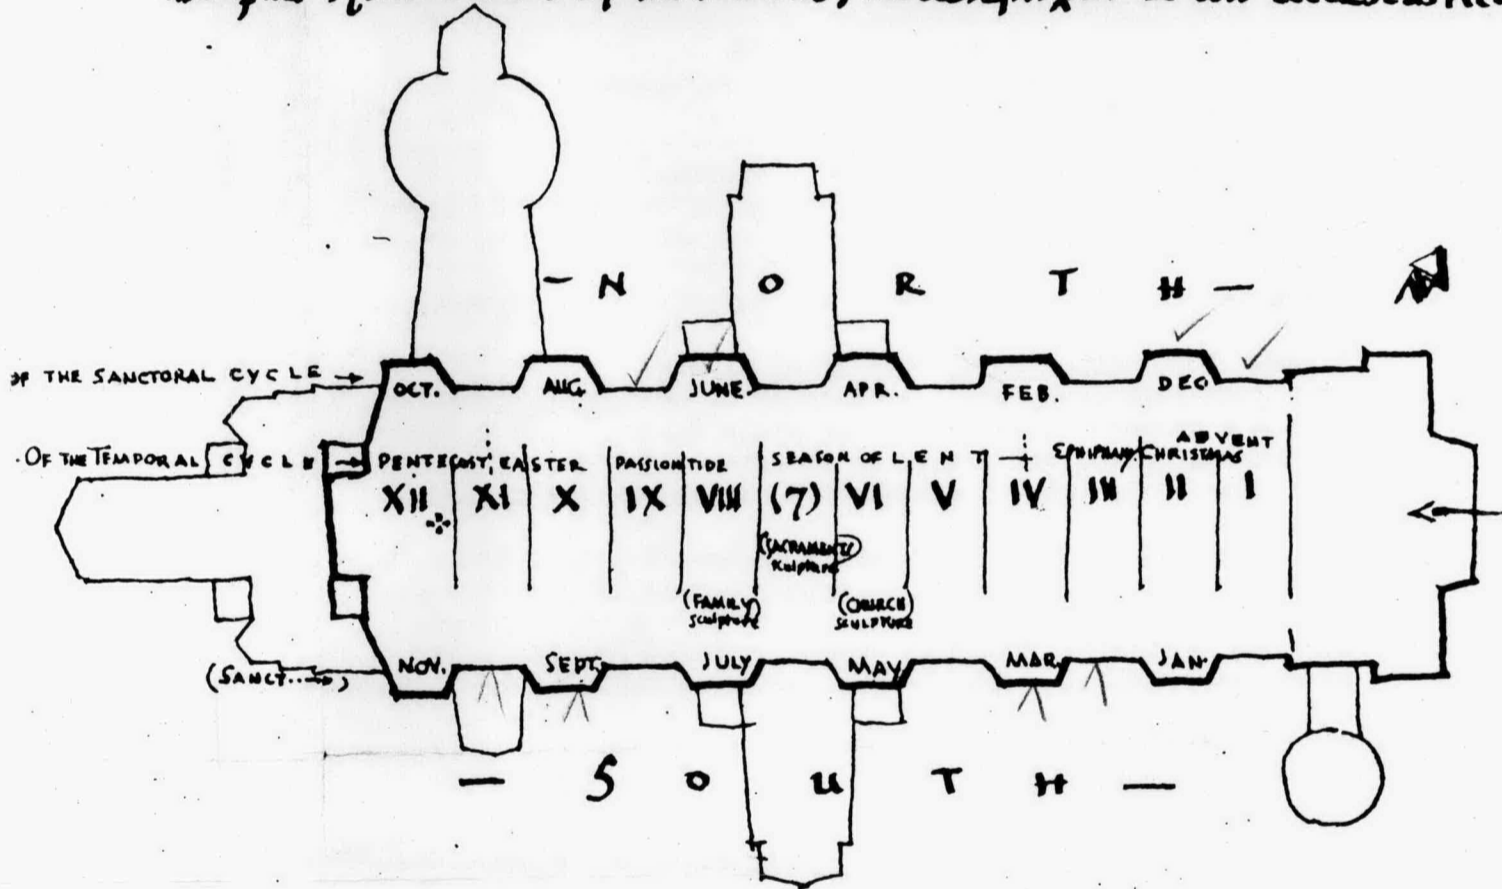 — N O R T H —
OF THE SANCTORAL CYCLE →
OCT. AUG. JUNE APR. FEB. DEC
ADVENT
OF THE TEMPORAL CYCLE → PENTECOST EASTER PASSIONTIDE SEASON OF LENT → EPIPHANY CHRISTMAS
XII XI X IX VIII (7) VI V IV III II I
(SACRAMENTS)
sculpture
(FAMILY) (CHURCH)
sculpture SCULPTURE
NOV. SEPT. JULY MAY MAR. JAN.
(SANCT....→)
— S O U T H —